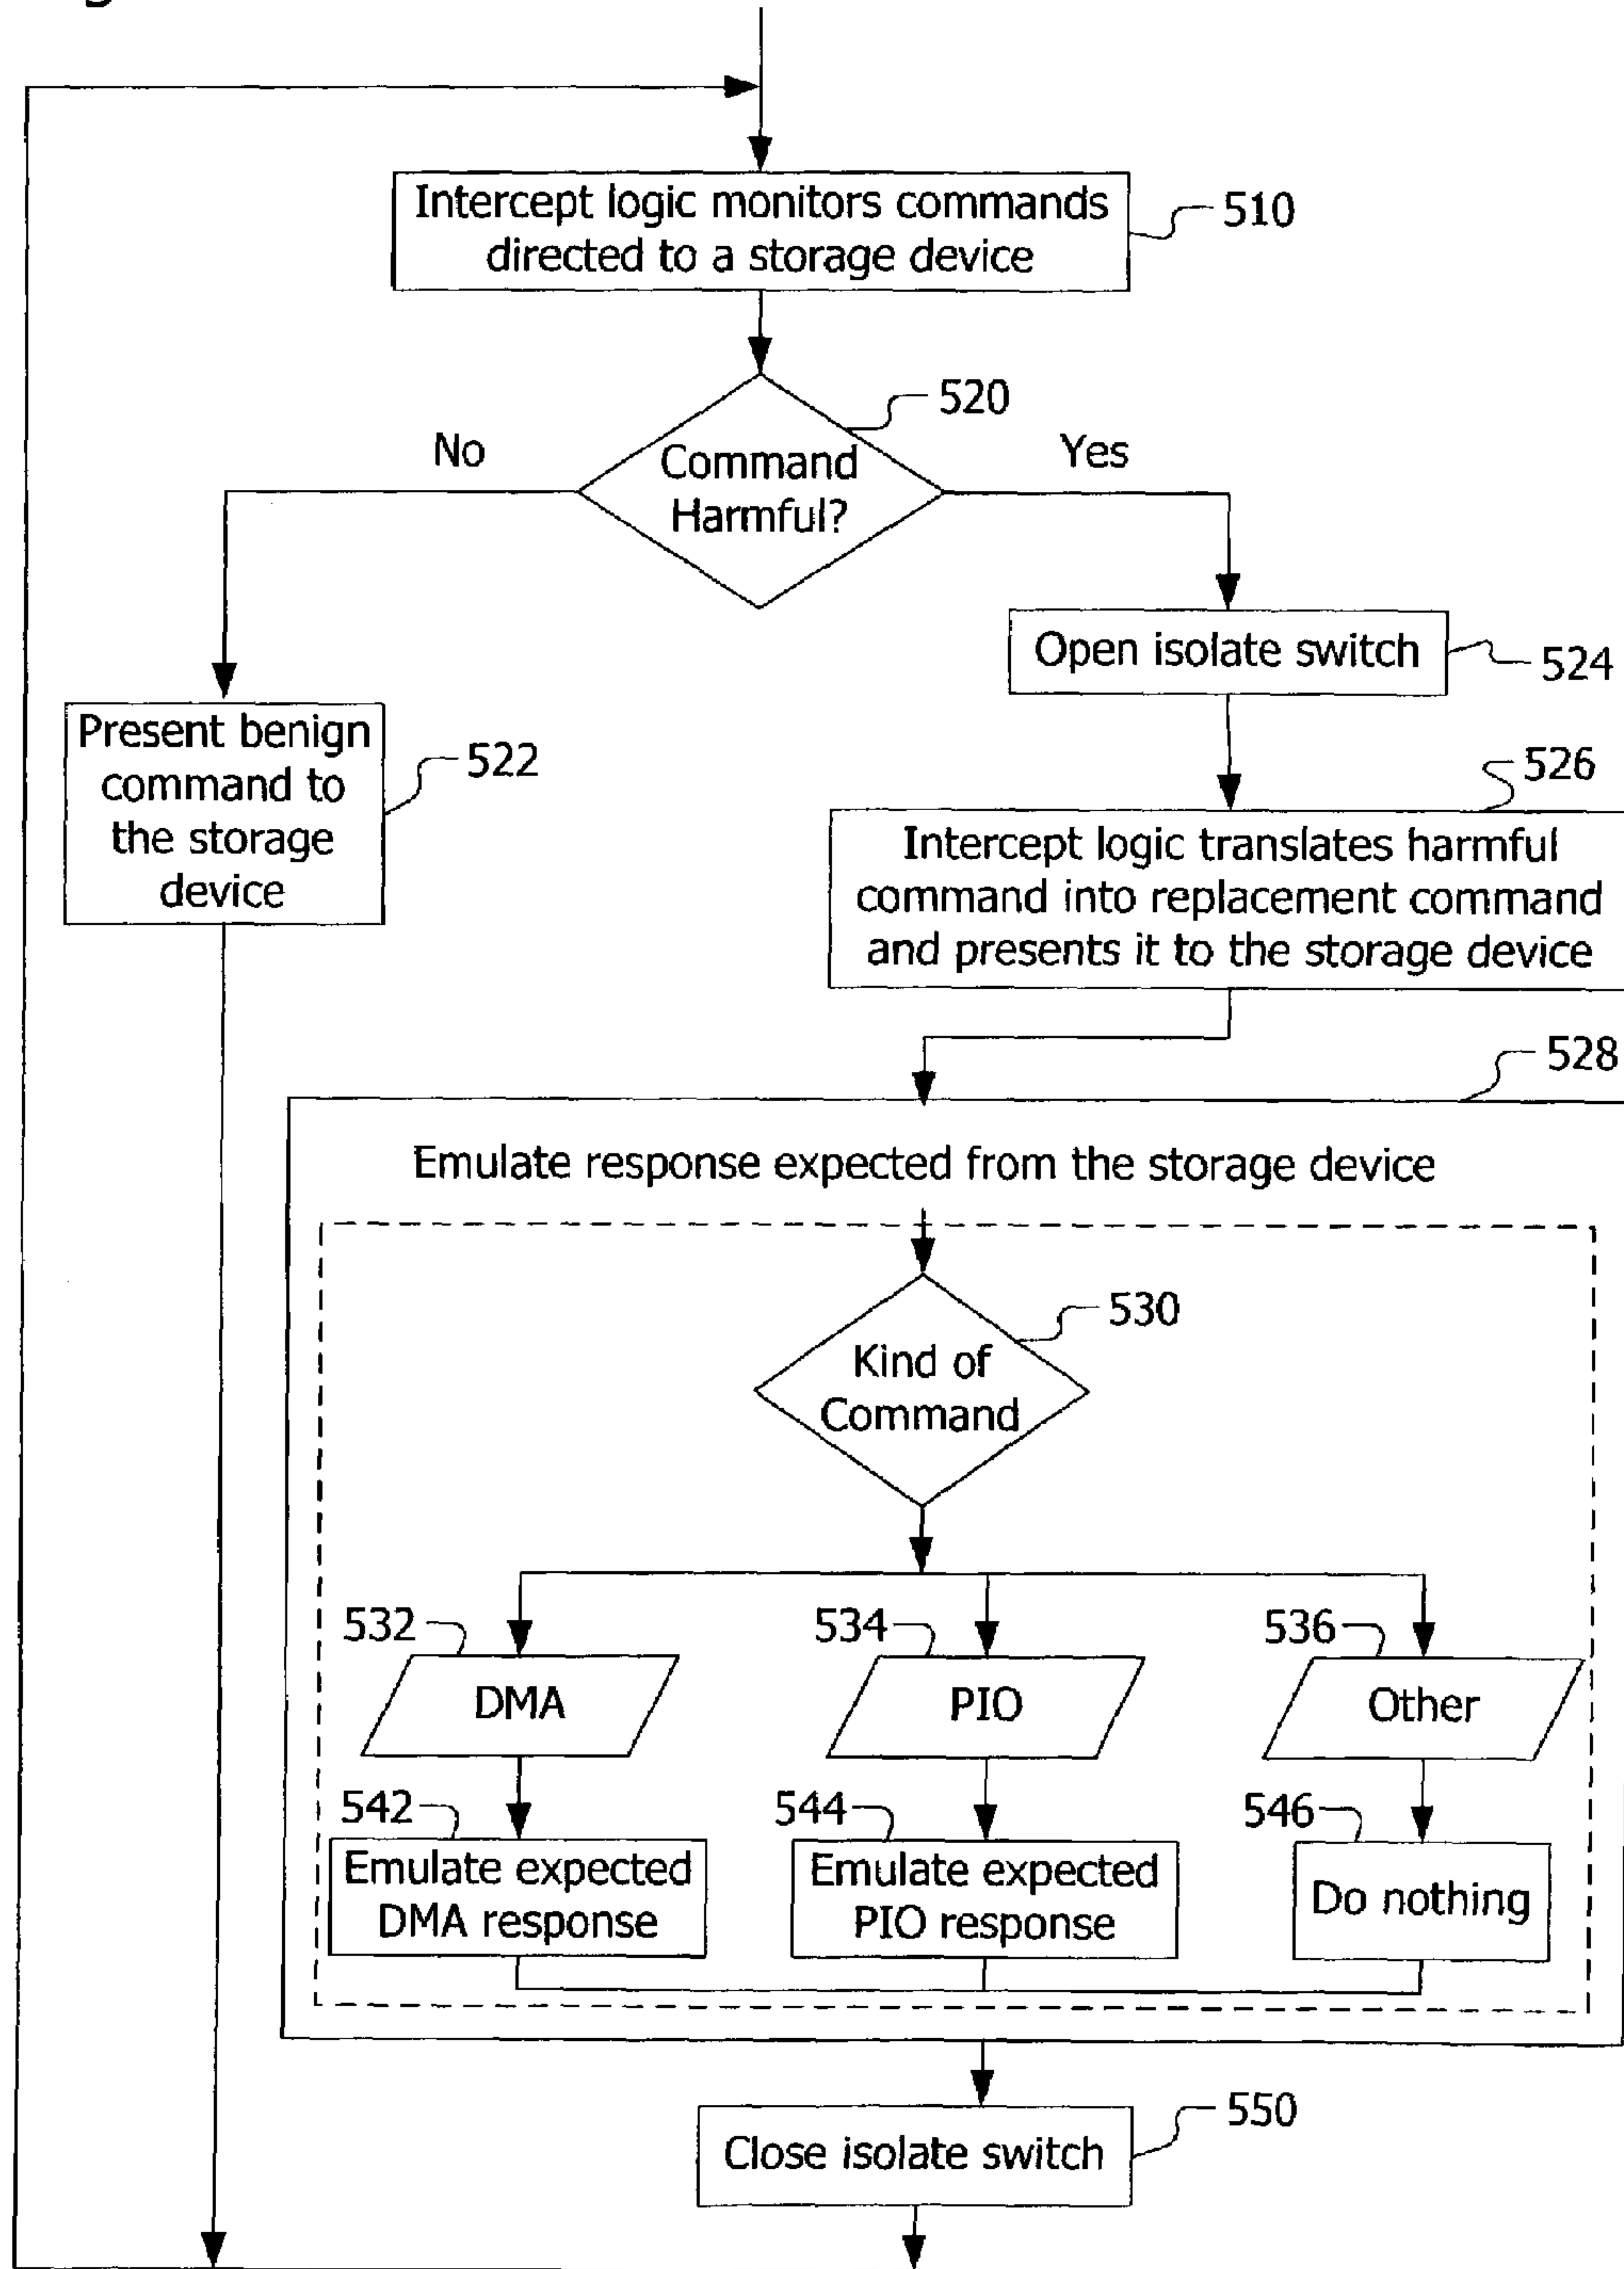 Intercept logic monitors commands
directed to a storage device
510
520
No
Command
Harmful?
Yes
Open isolate switch
524
Present benign
command to
the storage
device
522
526
Intercept logic translates harmful
command into replacement command
and presents it to the storage device
528
Emulate response expected from the storage device
530
Kind of
Command
532
534
536
DMA
PIO
Other
542
544
546
Emulate expected
DMA response
Emulate expected
PIO response
Do nothing
550
Close isolate switch